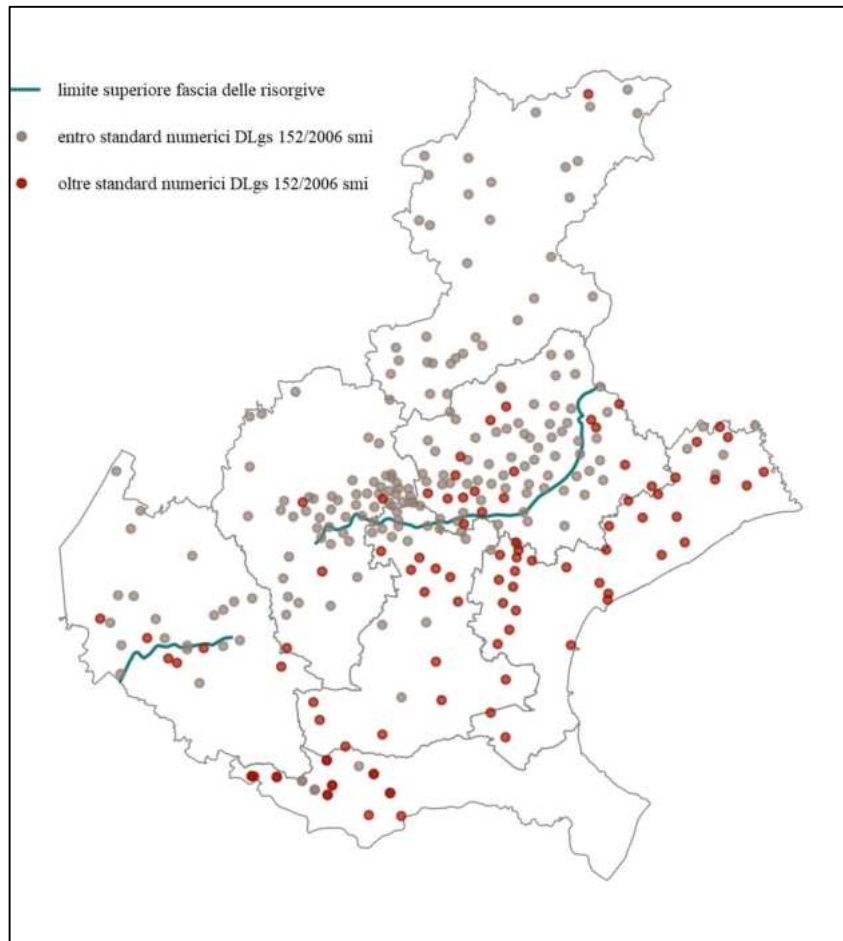 limite superiore fascia delle risorgive
entro standard numerici DLgs 152/2006 smi
oltre standard numerici DLgs 152/2006 smi